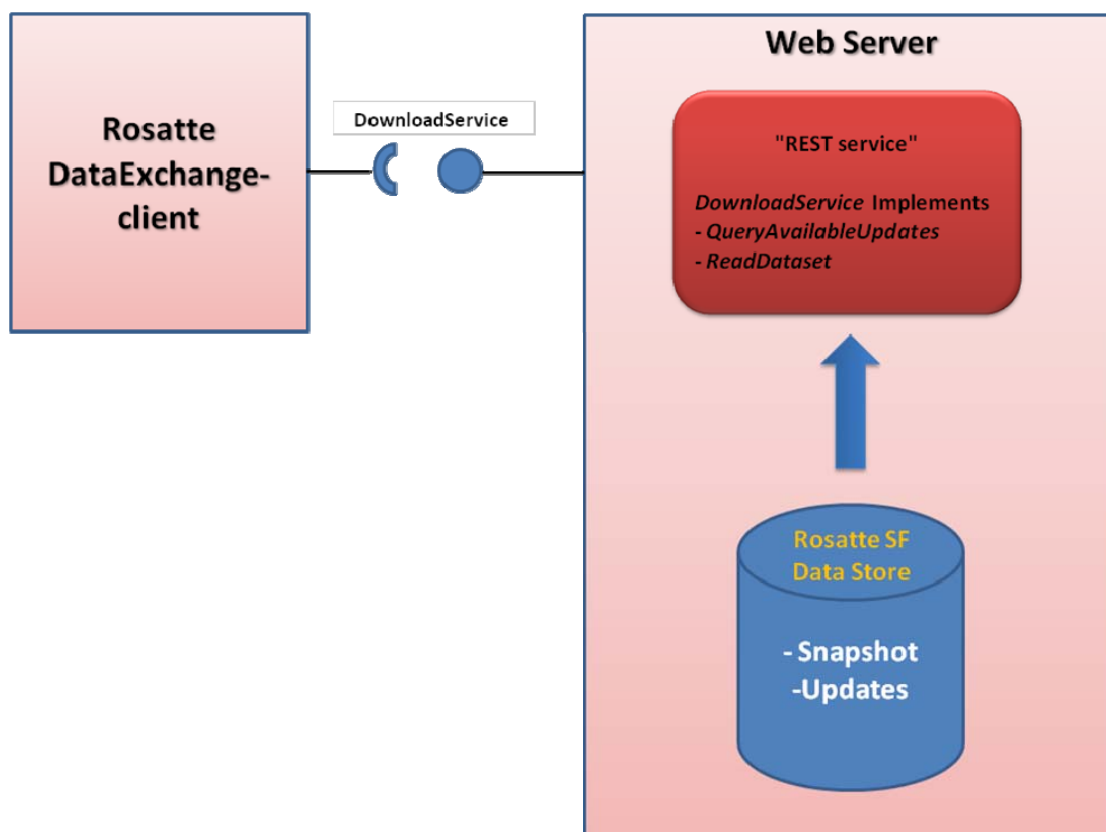 Rosatte
DataExchange-
client
DownloadService
Web Server
"REST service"
DownloadService Implements
- QueryAvailableUpdates
- ReadDataset
Rosatte SF
Data Store
- Snapshot
-Updates